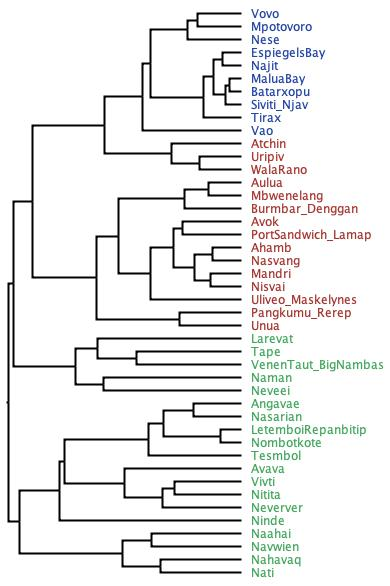 Vovo
Mpotovoro
Nese
EspiegelsBay
Najit
MaluaBay
Batarxopu
Siviti_Njav
Tirax
Vao
Atchin
Uripiv
WalaRano
Aulua
Mbwenelang
Burmbar_Denggan
Avok
PortSandwich_Lamap
Ahamb
Nasvang
Mandri
Nisvai
Uliveo_Maskelynes
Pangkumu_Rerep
Unua
Larevat
Tape
VenenTaut_BigNambas
Naman
Neveei
Angavae
Nasarian
LetemboiRepanbitip
Nombotkote
Tesmbol
Avava
Vivti
Nitita
Neverver
Ninde
Naahai
Navwien
Nahavaq
Nati